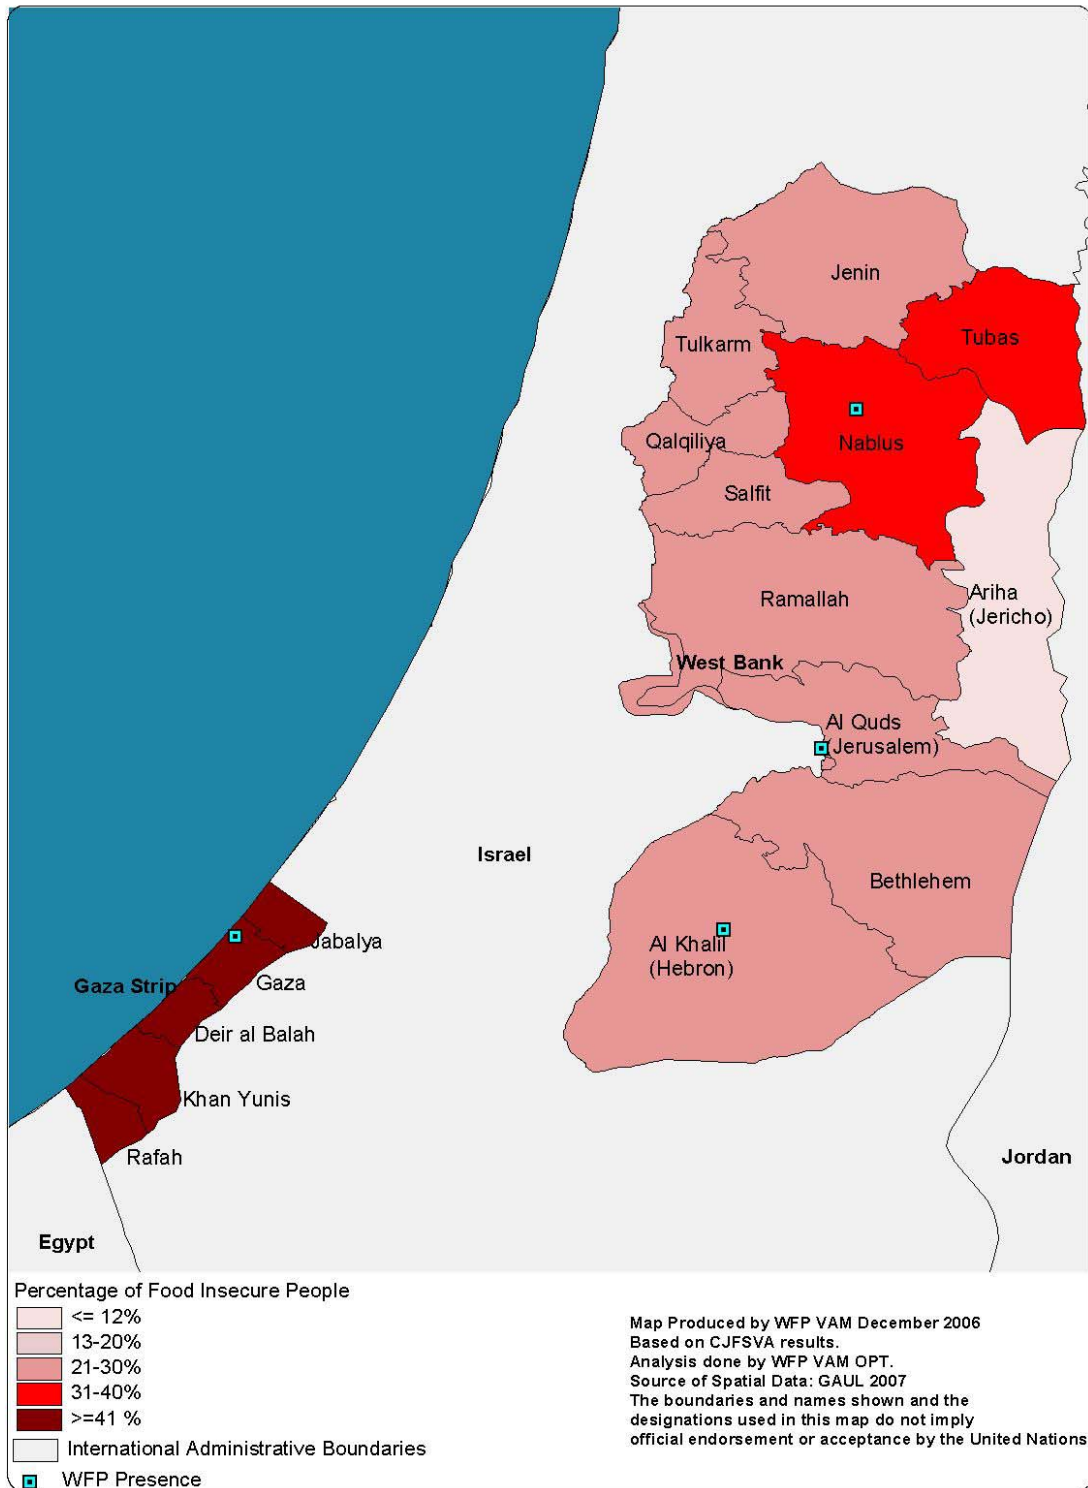 Jenin
Tubas
Tulkarm
Nablus
Qalqiliya
Salfit
Ramallah
Ariha
(Jericho)
West Bank
Al Quds
(Jerusalem)
Israel
Bethlehem
Al Khalil
(Hebron)
Jabalya
Gaza
Gaza Strip
Deir al Balah
Khan Yunis
Rafah
Jordan
Egypt
Percentage of Food Insecure People
<= 12%
13-20%
21-30%
31-40%
>=41 %
International Administrative Boundaries
WFP Presence
Map Produced by WFP VAM December 2006
Based on CJFSVA results.
Analysis done by WFP VAM OPT.
Source of Spatial Data: GAUL 2007
The boundaries and names shown and the
designations used in this map do not imply
official endorsement or acceptance by the United Nations